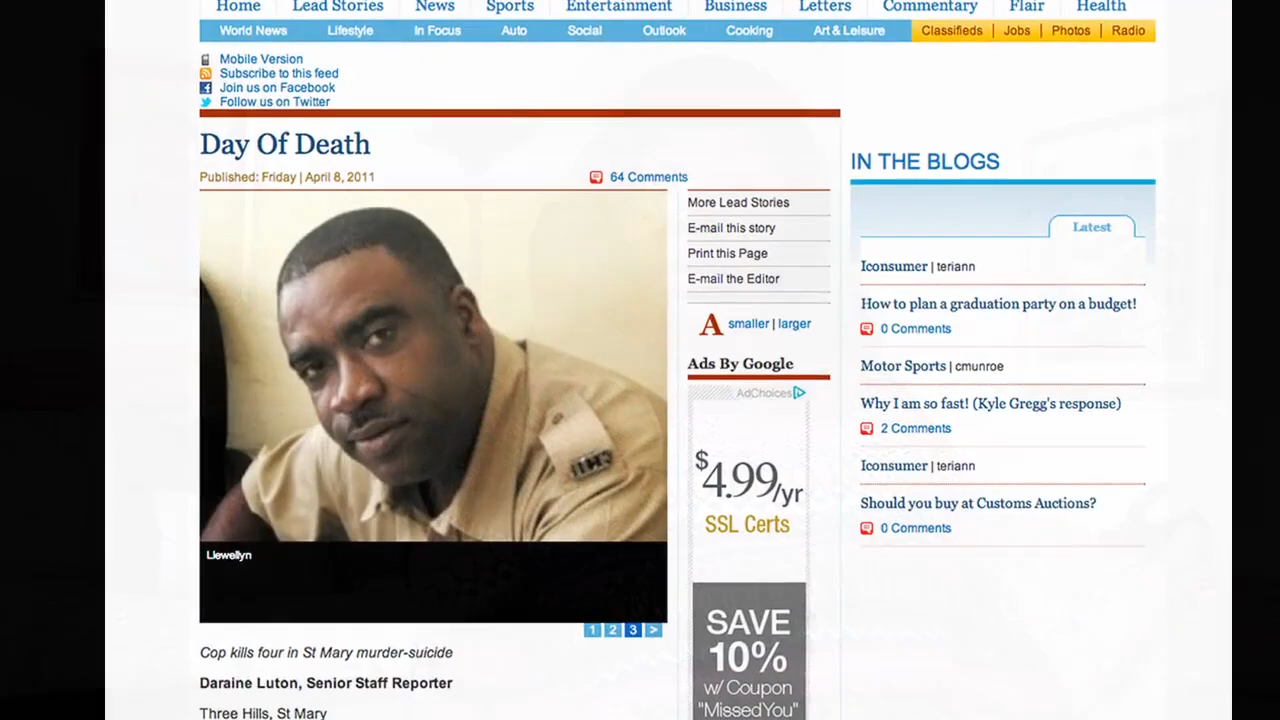 Home Lead Stories News Sports Entertainment Business Letters Commentary Flair Health
World News Lifestyle In Focus Auto Social Outlook Cooking Art & Leisure Classifieds | Jobs | Photos | Radio
Mobile Version
Subscribe to this feed
Join us on Facebook
Follow us on Twitter
Day Of Death
Published: Friday | April 8, 2011
64 Comments
Llewellyn
1 2 3 >
Cop kills four in St Mary murder-suicide
Daraine Luton, Senior Staff Reporter
Three Hills, St Mary
More Lead Stories
E-mail this story
Print this Page
E-mail the Editor
A smaller | larger
Ads By Google
AdChoices
$4.99/yr
SSL Certs
SAVE
10%
w/ Coupon
"MissedYou"
IN THE BLOGS
Latest
Iconsumer | teriann
How to plan a graduation party on a budget!
0 Comments
Motor Sports | cmunroe
Why I am so fast! (Kyle Gregg's response)
2 Comments
Iconsumer | teriann
Should you buy at Customs Auctions?
0 Comments